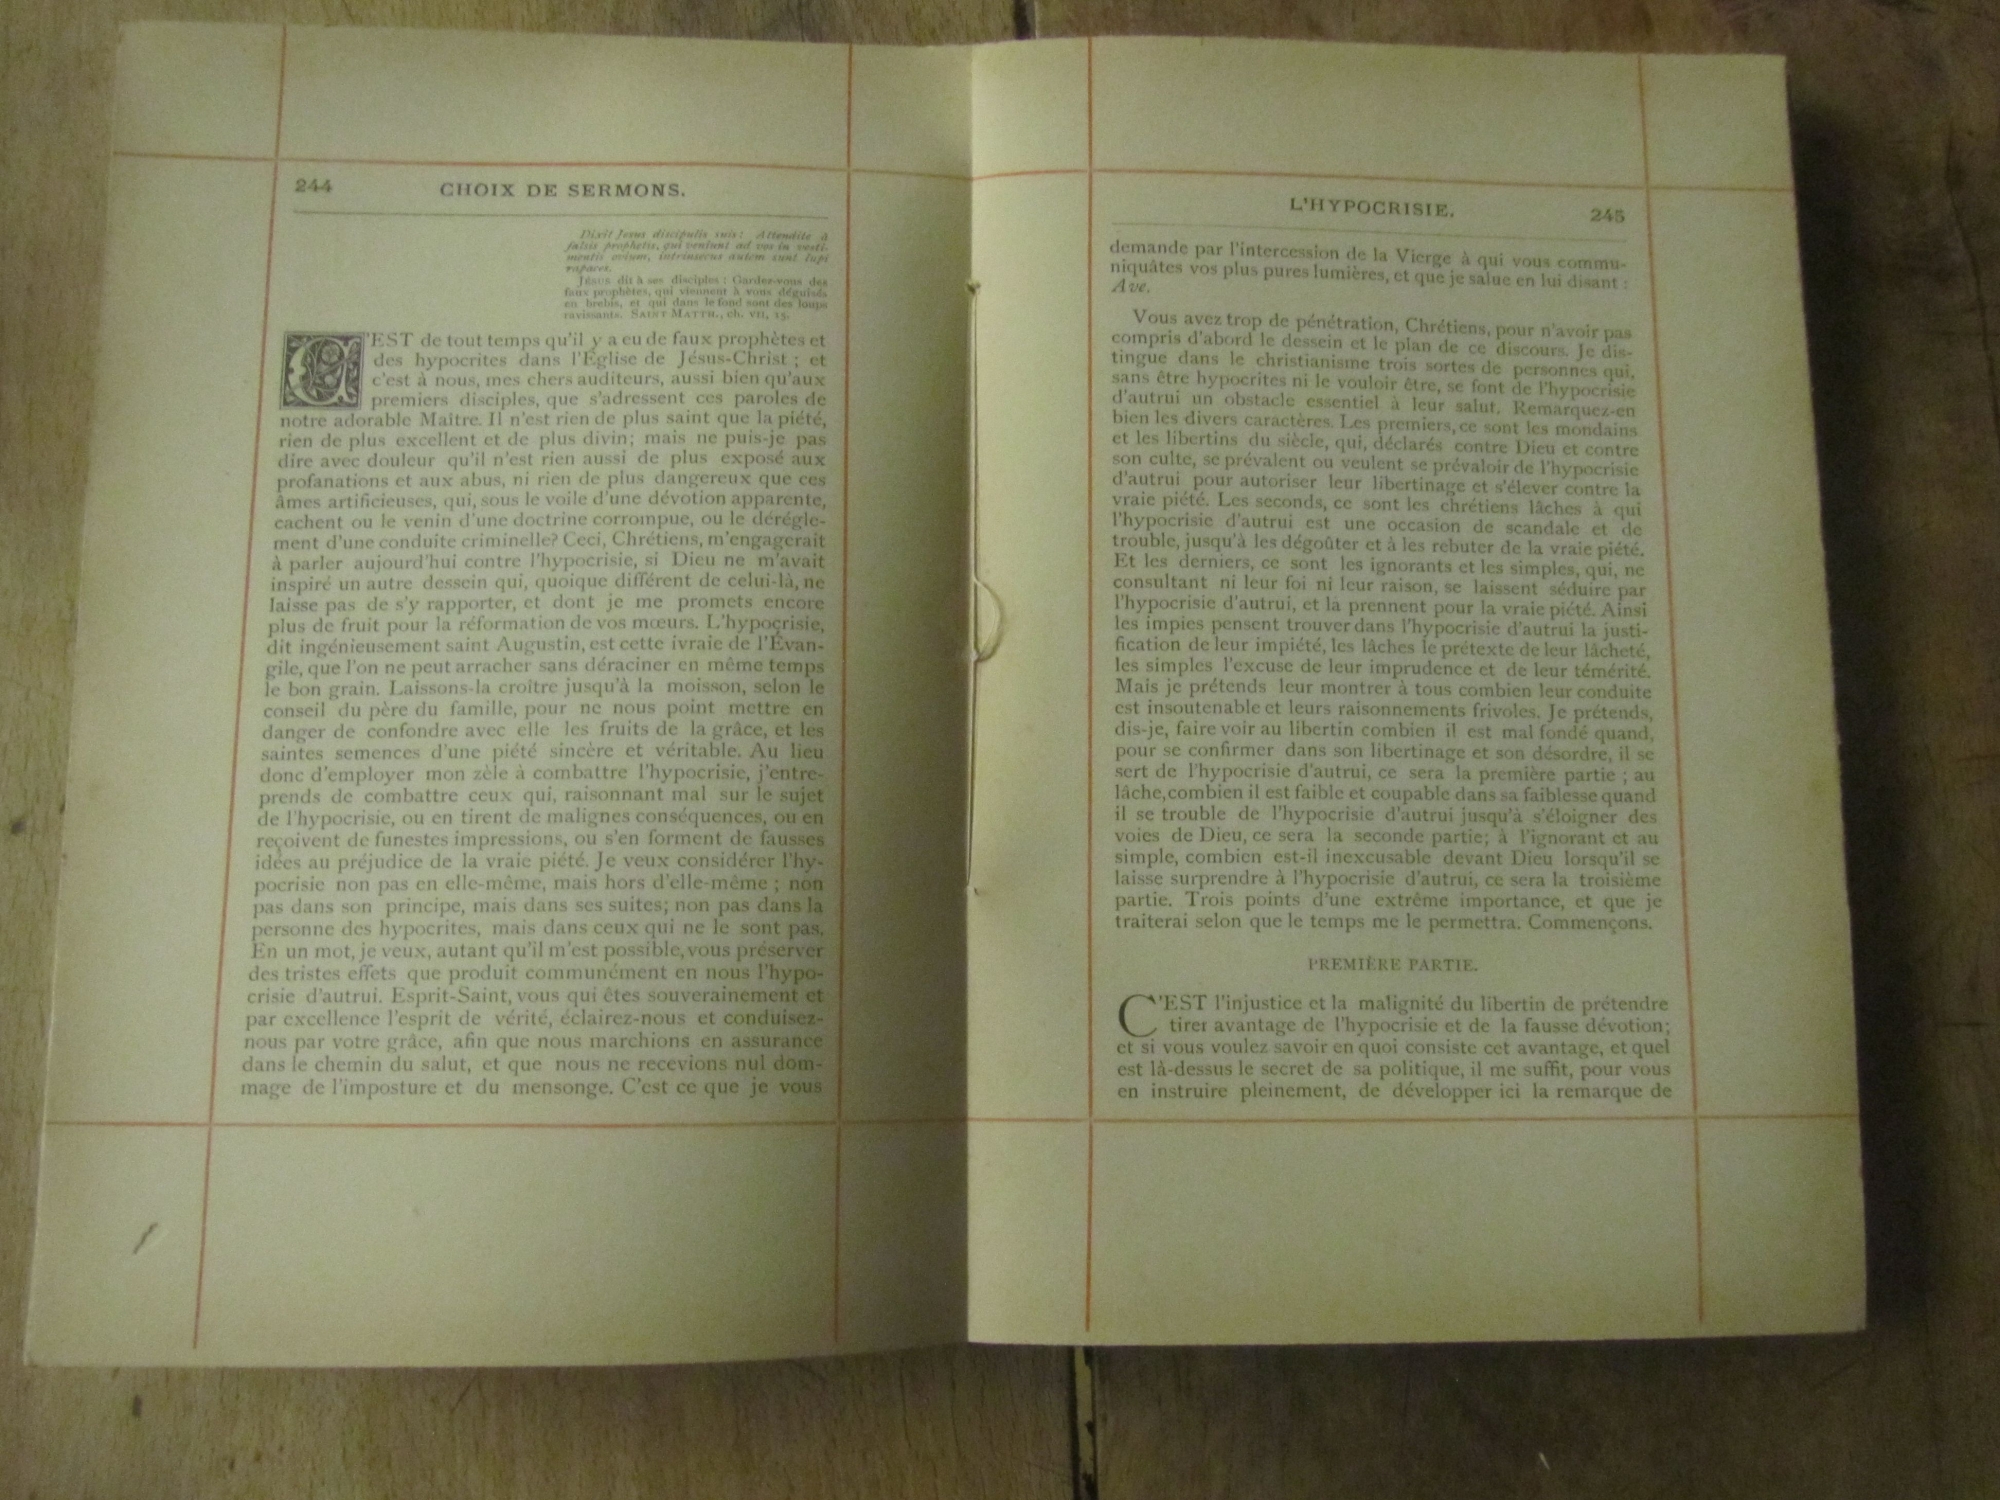 244
CHOIX DE SERMONS.
Dixit Jesus discipulis suis : Attendite à
falsis prophetis, qui veniunt ad vos in vesti-
mentis ovium, intrinsecus autem sunt lupi
rapaces.
Jésus dit à ses disciples : Gardez-vous des
faux prophètes, qui viennent à vous déguisés
en brebis, et qui dans le fond sont des loups
ravissants. SAINT MATTH., ch. VII, 15.
C'EST de tout temps qu'il y a eu de faux prophètes et
des hypocrites dans l'Église de Jésus-Christ ; et
c'est à nous, mes chers auditeurs, aussi bien qu'aux
premiers disciples, que s'adressent ces paroles de
notre adorable Maître. Il n'est rien de plus saint que la piété,
rien de plus excellent et de plus divin; mais ne puis-je pas
dire avec douleur qu'il n'est rien aussi de plus exposé aux
profanations et aux abus, ni rien de plus dangereux que ces
âmes artificieuses, qui, sous le voile d'une dévotion apparente,
cachent ou le venin d'une doctrine corrompue, ou le dérégle-
ment d'une conduite criminelle? Ceci, Chrétiens, m'engagerait
à parler aujourd'hui contre l'hypocrisie, si Dieu ne m'avait
inspiré un autre dessein qui, quoique différent de celui-là, ne
laisse pas de s'y rapporter, et dont je me promets encore
plus de fruit pour la réformation de vos mœurs. L'hypocrisie,
dit ingénieusement saint Augustin, est cette ivraie de l'Évan-
gile, que l'on ne peut arracher sans déraciner en même temps
le bon grain. Laissons-la croître jusqu'à la moisson, selon le
conseil du père du famille, pour ne nous point mettre en
danger de confondre avec elle les fruits de la grâce, et les
saintes semences d'une piété sincère et véritable. Au lieu
donc d'employer mon zèle à combattre l'hypocrisie, j'entre-
prends de combattre ceux qui, raisonnant mal sur le sujet
de l'hypocrisie, ou en tirent de malignes conséquences, ou en
reçoivent de funestes impressions, ou s'en forment de fausses
idées au préjudice de la vraie piété. Je veux considérer l'hy-
pocrisie non pas en elle-même, mais hors d'elle-même ; non
pas dans son principe, mais dans ses suites; non pas dans la
personne des hypocrites, mais dans ceux qui ne le sont pas.
En un mot, je veux, autant qu'il m'est possible, vous préserver
des tristes effets que produit communément en nous l'hypo-
crisie d'autrui. Esprit-Saint, vous qui êtes souverainement et
par excellence l'esprit de vérité, éclairez-nous et conduisez-
nous par votre grâce, afin que nous marchions en assurance
dans le chemin du salut, et que nous ne recevions nul dom-
mage de l'imposture et du mensonge. C'est ce que je vous
L'HYPOCRISIE.
245
demande par l'intercession de la Vierge à qui vous commu-
niquâtes vos plus pures lumières, et que je salue en lui disant :
Ave.
Vous avez trop de pénétration, Chrétiens, pour n'avoir pas
compris d'abord le dessein et le plan de ce discours. Je dis-
tingue dans le christianisme trois sortes de personnes qui,
sans être hypocrites ni le vouloir être, se font de l'hypocrisie
d'autrui un obstacle essentiel à leur salut. Remarquez-en
bien les divers caractères. Les premiers, ce sont les mondains
et les libertins du siècle, qui, déclarés contre Dieu et contre
son culte, se prévalent ou veulent se prévaloir de l'hypocrisie
d'autrui pour autoriser leur libertinage et s'élever contre la
vraie piété. Les seconds, ce sont les chrétiens lâches à qui
l'hypocrisie d'autrui est une occasion de scandale et de
trouble, jusqu'à les dégoûter et à les rebuter de la vraie piété.
Et les derniers, ce sont les ignorants et les simples, qui, ne
consultant ni leur foi ni leur raison, se laissent séduire par
l'hypocrisie d'autrui, et la prennent pour la vraie piété. Ainsi
les impies pensent trouver dans l'hypocrisie d'autrui la justi-
fication de leur impiété, les lâches le prétexte de leur lâcheté,
les simples l'excuse de leur imprudence et de leur témérité.
Mais je prétends leur montrer à tous combien leur conduite
est insoutenable et leurs raisonnements frivoles. Je prétends,
dis-je, faire voir au libertin combien il est mal fondé quand,
pour se confirmer dans son libertinage et son désordre, il se
sert de l'hypocrisie d'autrui, ce sera la première partie ; au
lâche, combien il est faible et coupable dans sa faiblesse quand
il se trouble de l'hypocrisie d'autrui jusqu'à s'éloigner des
voies de Dieu, ce sera la seconde partie; à l'ignorant et au
simple, combien est-il inexcusable devant Dieu lorsqu'il se
laisse surprendre à l'hypocrisie d'autrui, ce sera la troisième
partie. Trois points d'une extrême importance, et que je
traiterai selon que le temps me le permettra. Commençons.
PREMIÈRE PARTIE.
C'EST l'injustice et la malignité du libertin de prétendre
tirer avantage de l'hypocrisie et de la fausse dévotion;
et si vous voulez savoir en quoi consiste cet avantage, et quel
est là-dessus le secret de sa politique, il me suffit, pour vous
en instruire pleinement, de développer ici la remarque de